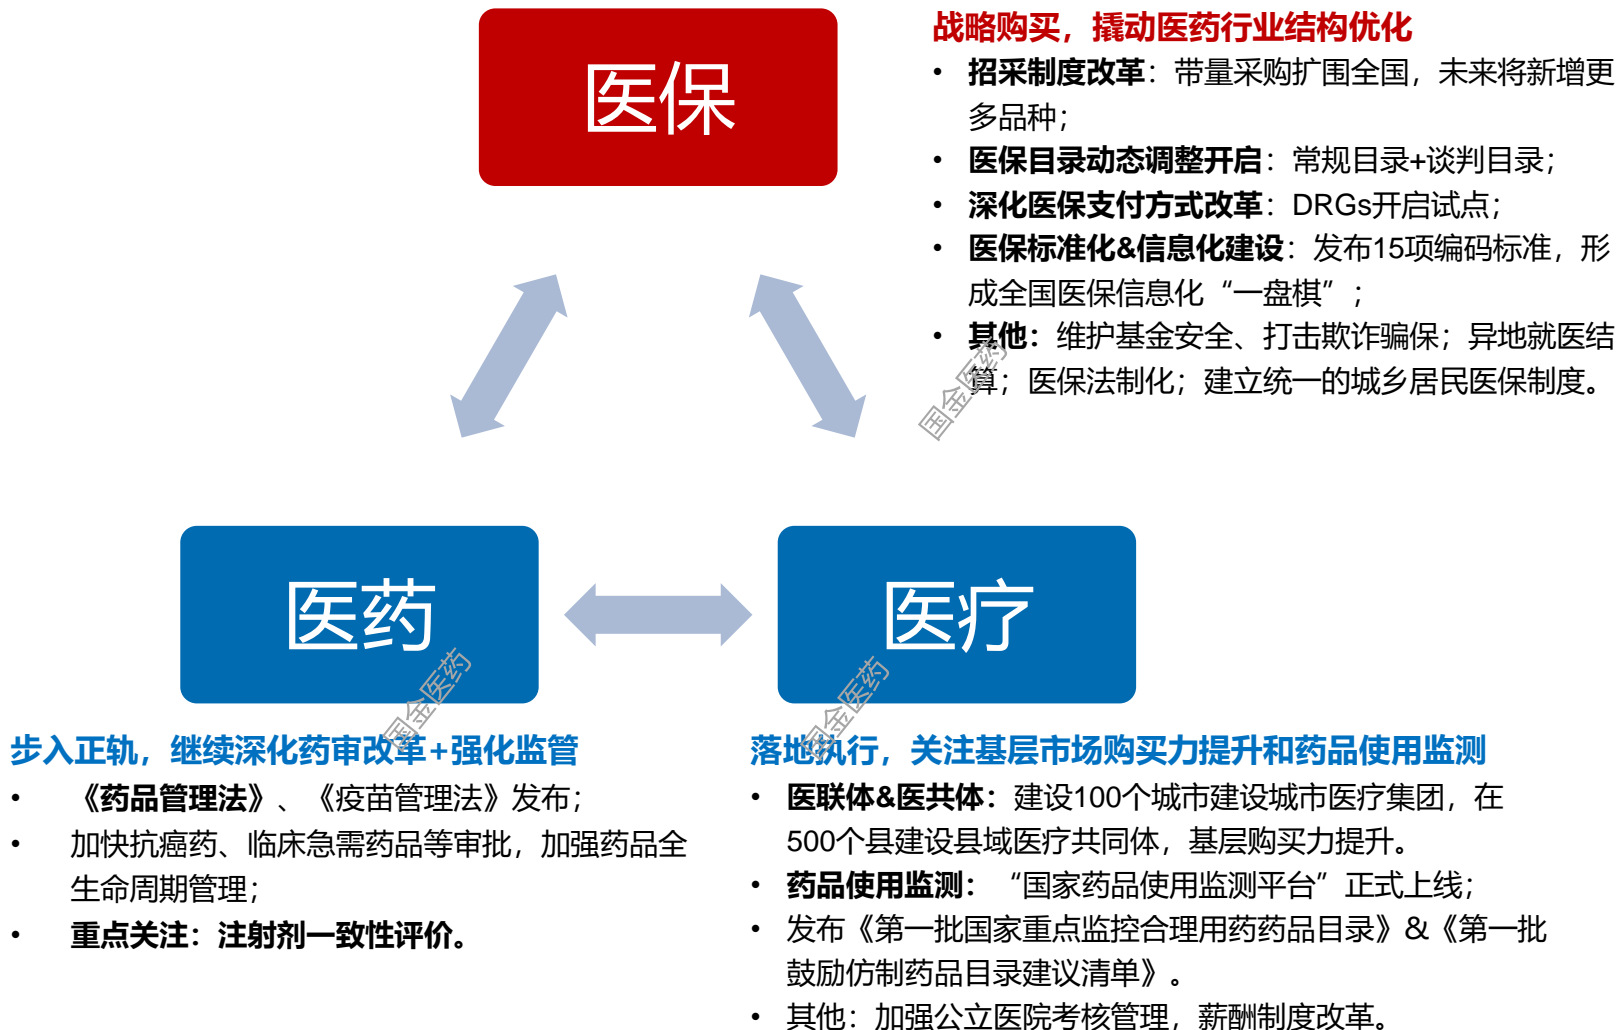 医保
战略购买，撬动医药行业结构优化
• 招采制度改革：带量采购扩围全国，未来将新增更
多品种；
• 医保目录动态调整开启：常规目录+谈判目录；
• 深化医保支付方式改革：DRGs开启试点；
• 医保标准化&信息化建设：发布15项编码标准，形
成全国医保信息化“一盘棋”；
• 其他：维护基金安全、打击欺诈骗保；异地就医结
算；医保法制化；建立统一的城乡居民医保制度。
国金医药
医药
国金医药
步入正轨，继续深化药审改革+强化监管
• 《药品管理法》、《疫苗管理法》发布；
• 加快抗癌药、临床急需药品等审批，加强药品全
生命周期管理；
• 重点关注：注射剂一致性评价。
医疗
国金医药
落地执行，关注基层市场购买力提升和药品使用监测
• 医联体&医共体：建设100个城市建设城市医疗集团，在
500个县建设县域医疗共同体，基层购买力提升。
• 药品使用监测：“国家药品使用监测平台”正式上线；
• 发布《第一批国家重点监控合理用药药品目录》&《第一批
鼓励仿制药品目录建议清单》。
• 其他：加强公立医院考核管理，薪酬制度改革。